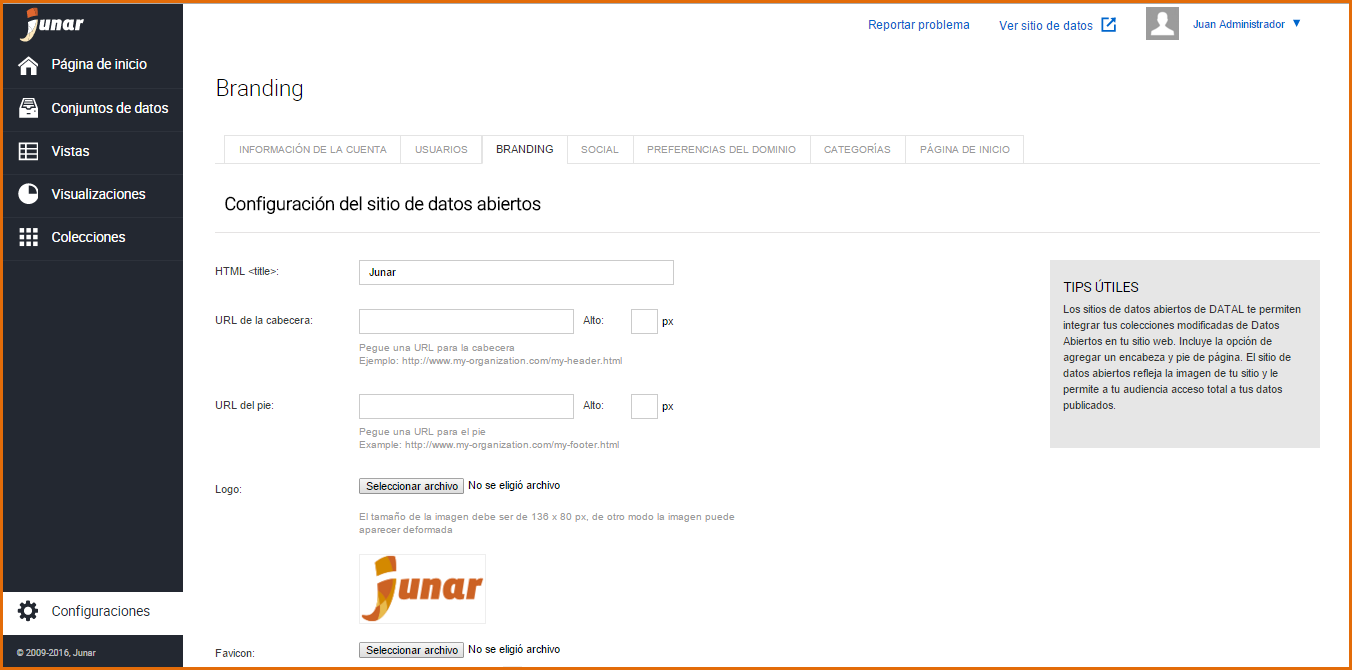 junar
Reportar problema
Ver sitio de datos
Juan Administrador
Página de inicio
Conjuntos de datos
Vistas
Visualizaciones
Colecciones
Configuraciones
© 2009-2016, Junar
Branding
INFORMACIÓN DE LA CUENTA
USUARIOS
BRANDING
SOCIAL
PREFERENCIAS DEL DOMINIO
CATEGORÍAS
PÁGINA DE INICIO
Configuración del sitio de datos abiertos
HTML <title>:
Junar
URL de la cabecera:
Alto:
px
Pegue una URL para la cabecera
Ejemplo: http://www.my-organization.com/my-header.html
URL del pie:
Alto:
px
Pegue una URL para el pie
Example: http://www.my-organization.com/my-footer.html
Logo:
Seleccionar archivo
No se eligió archivo
El tamaño de la imagen debe ser de 136 x 80 px, de otro modo la imagen puede
aparecer deformada
junar
Favicon:
Seleccionar archivo
No se eligió archivo
TIPS ÚTILES
Los sitios de datos abiertos de DATAL te permiten
integrar tus colecciones modificadas de Datos
Abiertos en tu sitio web. Incluye la opción de
agregar un encabeza y pie de página. El sitio de
datos abiertos refleja la imagen de tu sitio y le
permite a tu audiencia acceso total a tus datos
publicados.